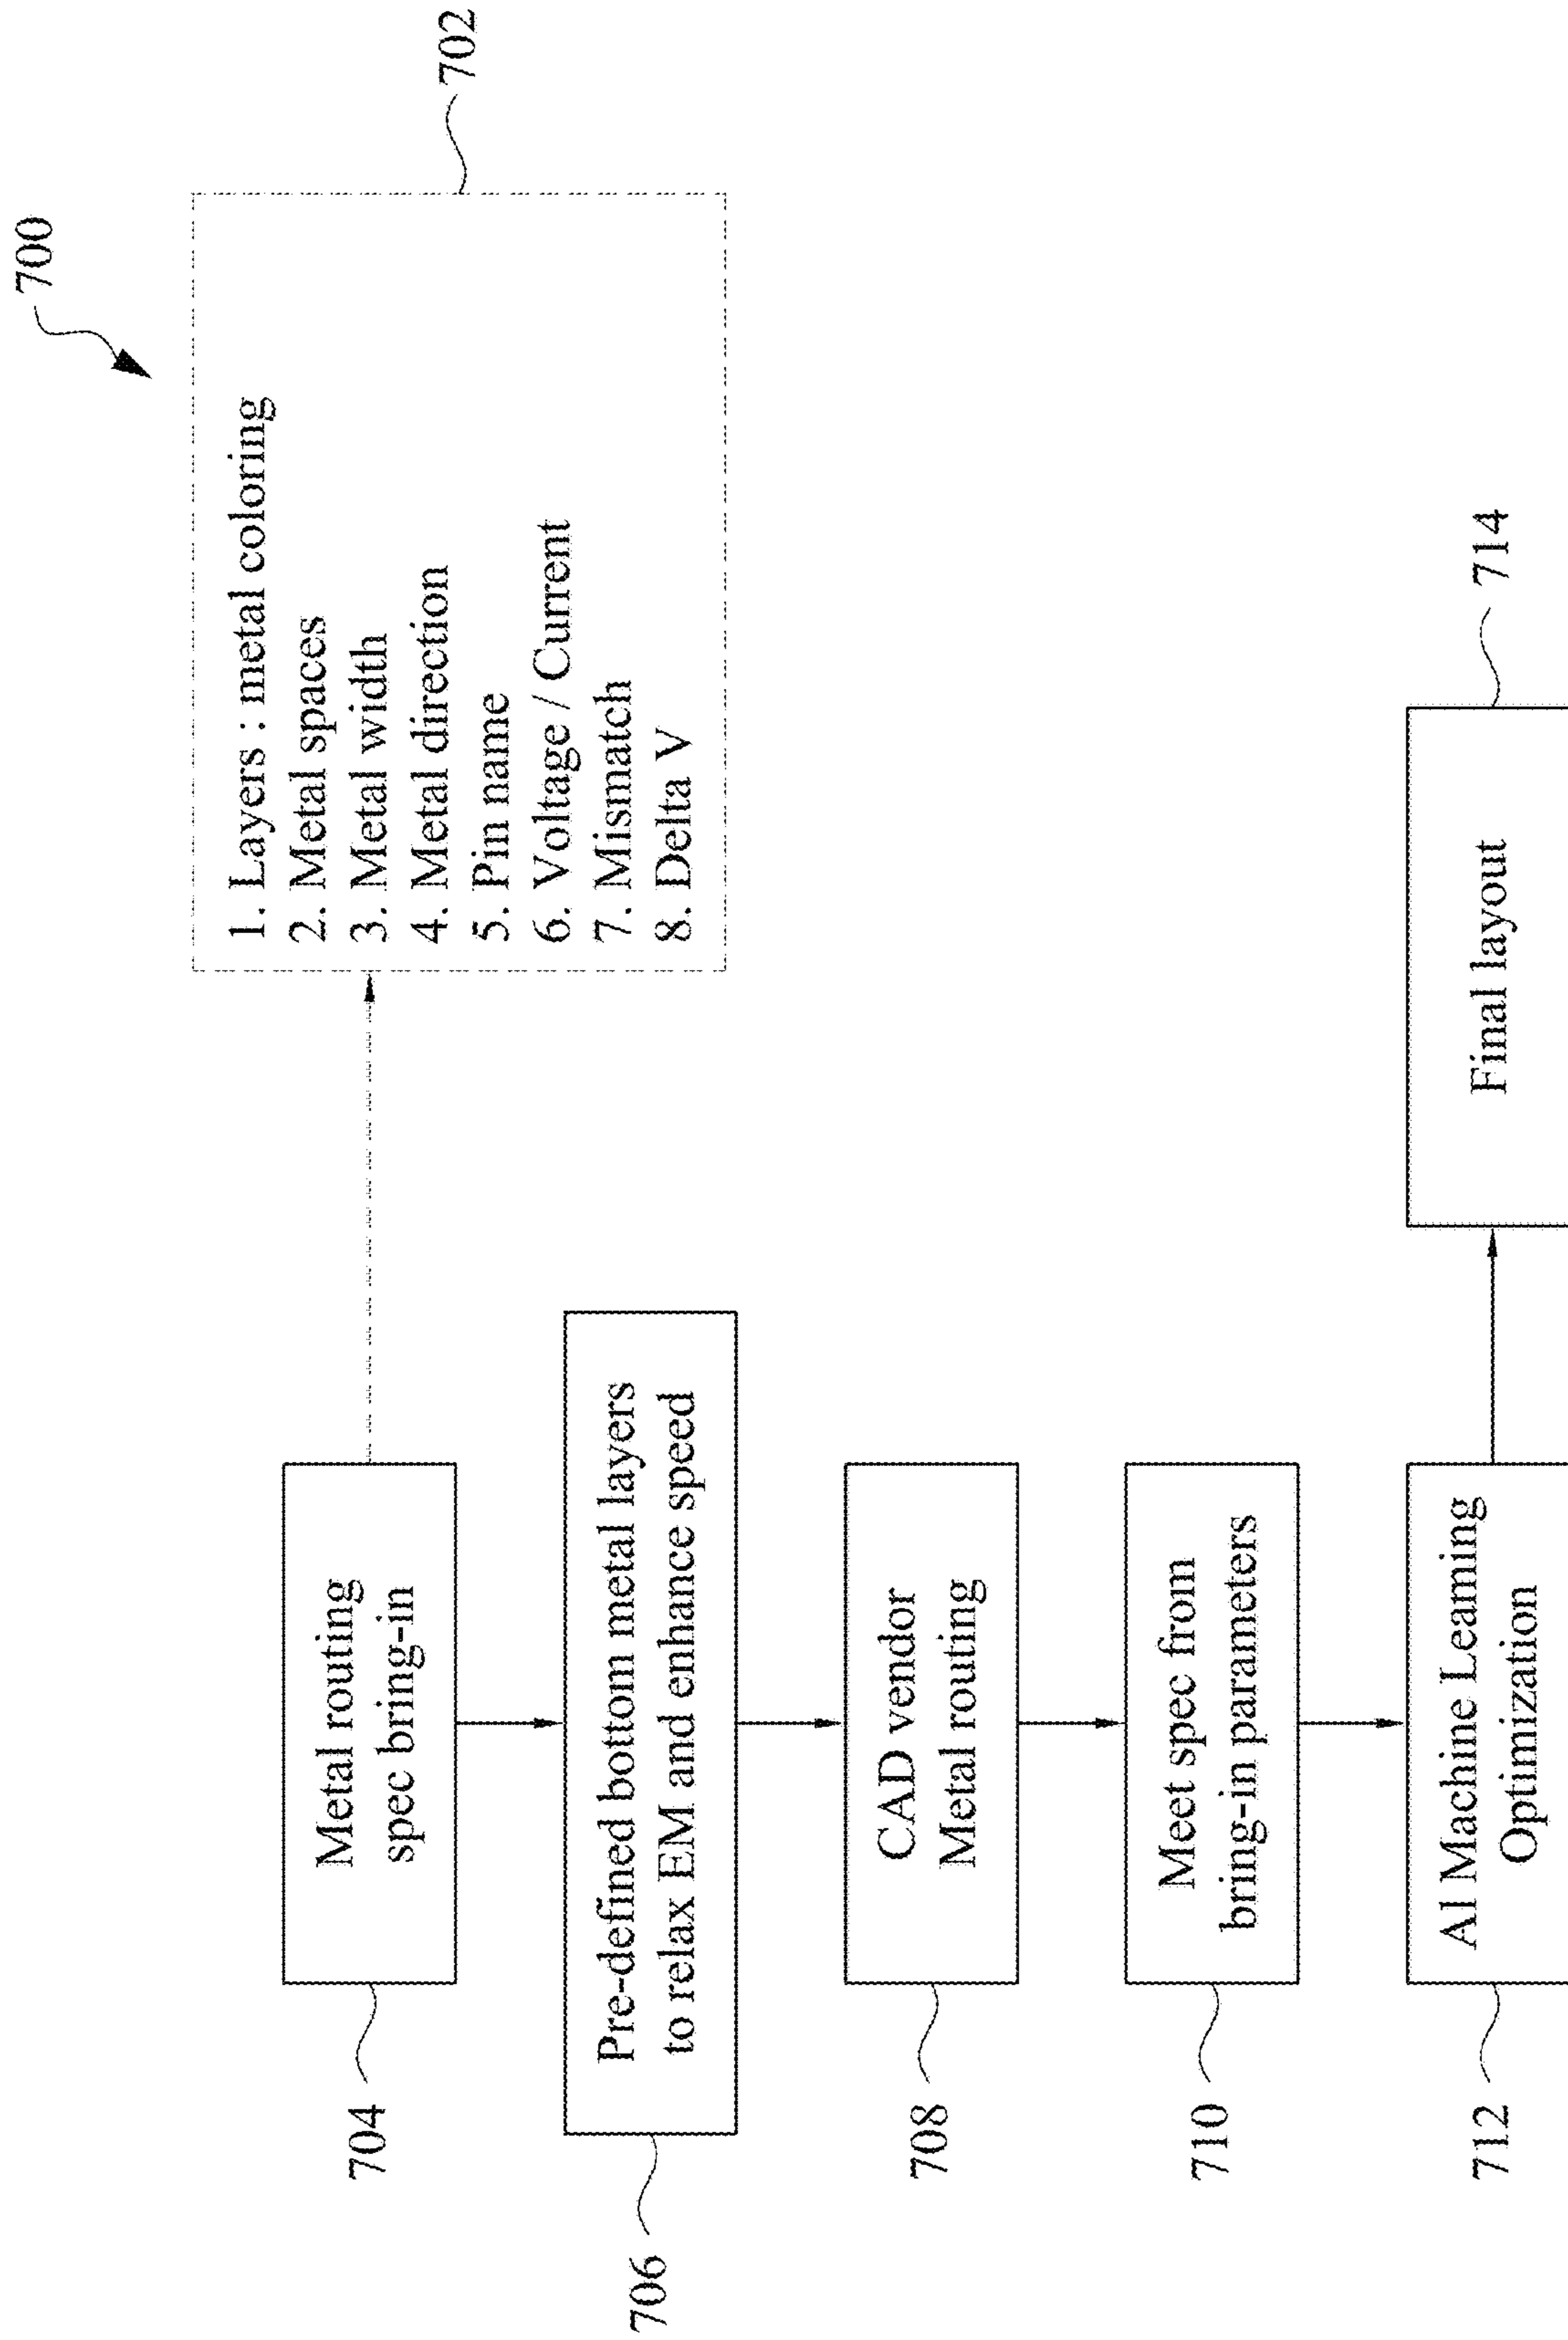 700
702
1. Layers : metal coloring
2. Metal spaces
3. Metal width
4. Metal direction
5. Pin name
6. Voltage / Current
7. Mismatch
8. Delta V
704
Metal routing
spec bring-in
706
Pre-defined bottom metal layers
to relax EM and enhance speed
708
CAD vendor
Metal routing
710
Meet spec from
bring-in parameters
712
AI Machine Learning
Optimization
714
Final layout